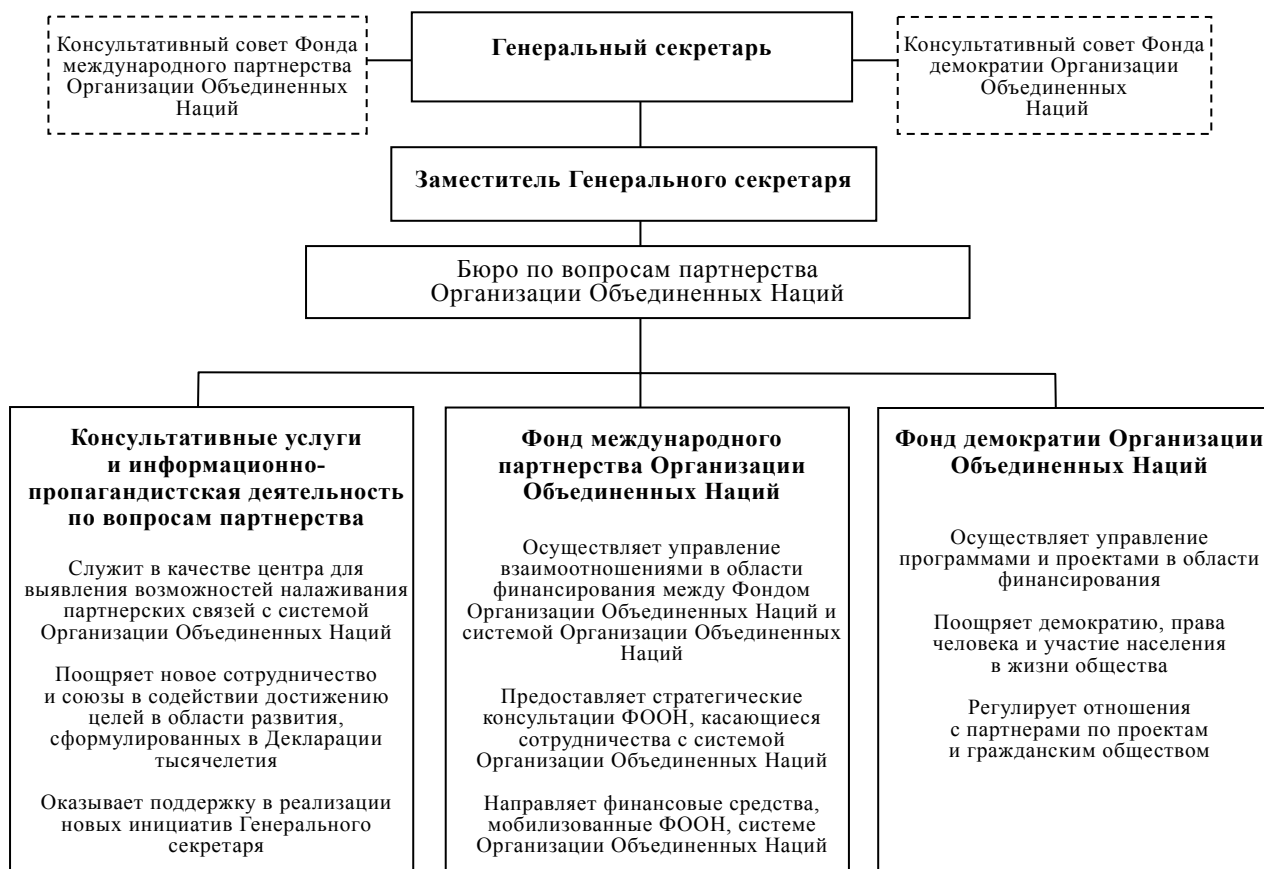 Консультативный совет Фонда
международного партнерства
Организации Объединенных
Наций
Генеральный секретарь
Консультативный совет Фонда
демократии Организации
Объединенных
Наций
Заместитель Генерального секретаря
Бюро по вопросам партнерства
Организации Объединенных Наций
Консультативные услуги
и информационно-
пропагандистская деятельность
по вопросам партнерства
Служит в качестве центра для
выявления возможностей налаживания
партнерских связей с системой
Организации Объединенных Наций
Поощряет новое сотрудничество
и союзы в содействии достижению
целей в области развития,
сформулированных в Декларации
тысячелетия
Оказывает поддержку в реализации
новых инициатив Генерального
секретаря
Фонд международного
партнерства Организации
Объединенных Наций
Осуществляет управление
взаимоотношениями в области
финансирования между Фондом
Организации Объединенных Наций и
системой Организации Объединенных
Наций
Предоставляет стратегические
консультации ФООН, касающиеся
сотрудничества с системой
Организации Объединенных Наций
Направляет финансовые средства,
мобилизованные ФООН, системе
Организации Объединенных Наций
Фонд демократии Организации
Объединенных Наций
Осуществляет управление
программами и проектами в области
финансирования
Поощряет демократию, права
человека и участие населения
в жизни общества
Регулирует отношения
с партнерами по проектам
и гражданским обществом